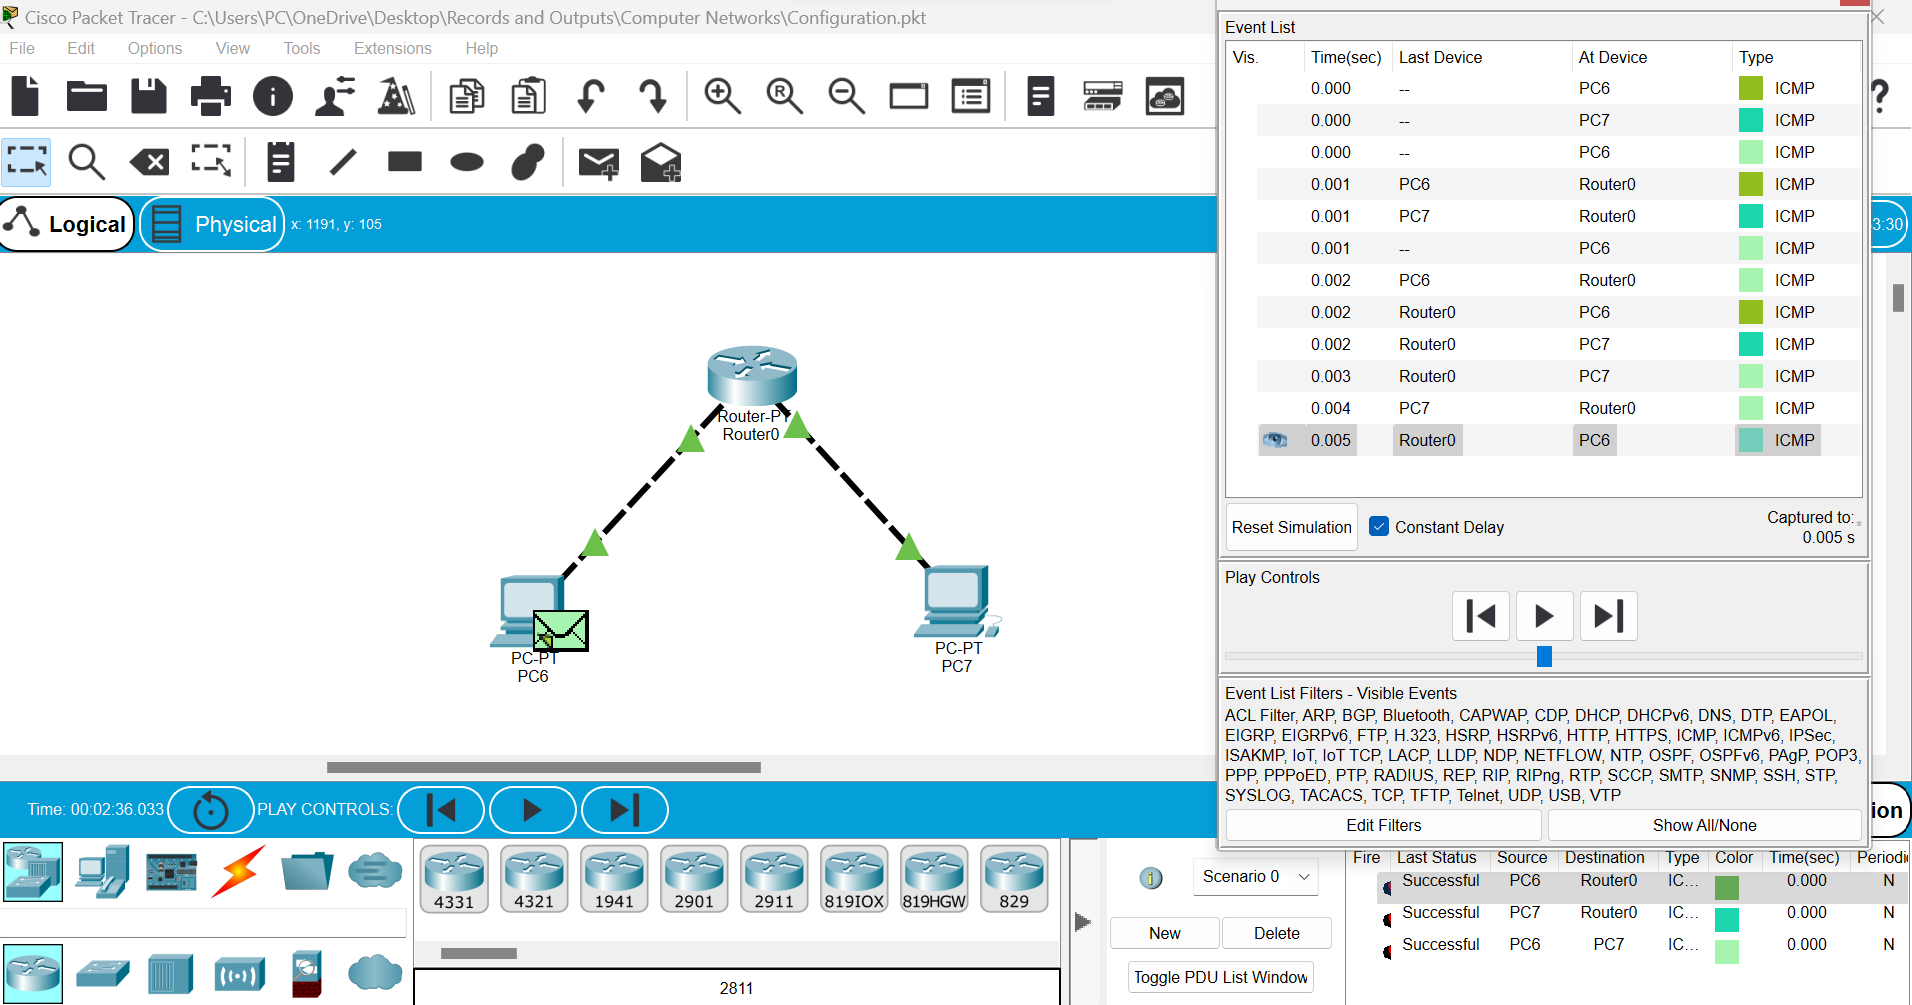 Cisco Packet Tracer - C:\Users\PC\OneDrive\Desktop\Records and Outputs\Computer Networks\Configuration.pkt
File Edit Options View Tools Extensions Help
Logical Physical x: 1191, y: 105
3:30
Router-PT
Router0
PC-PT
PC6
PC-PT
PC7
Event List
Vis. Time(sec) Last Device At Device Type
0.000 -- PC6 ICMP
0.000 -- PC7 ICMP
0.000 -- PC6 ICMP
0.001 PC6 Router0 ICMP
0.001 PC7 Router0 ICMP
0.001 -- PC6 ICMP
0.002 PC6 Router0 ICMP
0.002 Router0 PC6 ICMP
0.002 Router0 PC7 ICMP
0.003 Router0 PC7 ICMP
0.004 PC7 Router0 ICMP
0.005 Router0 PC6 ICMP
Reset Simulation Constant Delay Captured to: *
0.005 s
Play Controls
Event List Filters - Visible Events
ACL Filter, ARP, BGP, Bluetooth, CAPWAP, CDP, DHCP, DHCPv6, DNS, DTP, EAPOL,
EIGRP, EIGRPv6, FTP, H.323, HSRP, HSRPv6, HTTP, HTTPS, ICMP, ICMPv6, IPSec,
ISAKMP, IoT, IoT TCP, LACP, LLDP, NDP, NETFLOW, NTP, OSPF, OSPFv6, PAgP, POP3,
PPP, PPPoED, PTP, RADIUS, REP, RIP, RIPng, RTP, SCCP, SMTP, SNMP, SSH, STP,
SYSLOG, TACACS, TCP, TFTP, Telnet, UDP, USB, VTP
Edit Filters Show All/None
Time: 00:02:36.033 PLAY CONTROLS:
ion
4331 4321 1941 2901 2911 819IOX 819HGW 829
2811
Scenario 0
New Delete
Toggle PDU List Window
Fire Last Status Source Destination Type Color Time(sec) Periodi
Successful PC6 Router0 IC... 0.000 N
Successful PC7 Router0 IC... 0.000 N
Successful PC6 PC7 IC... 0.000 N